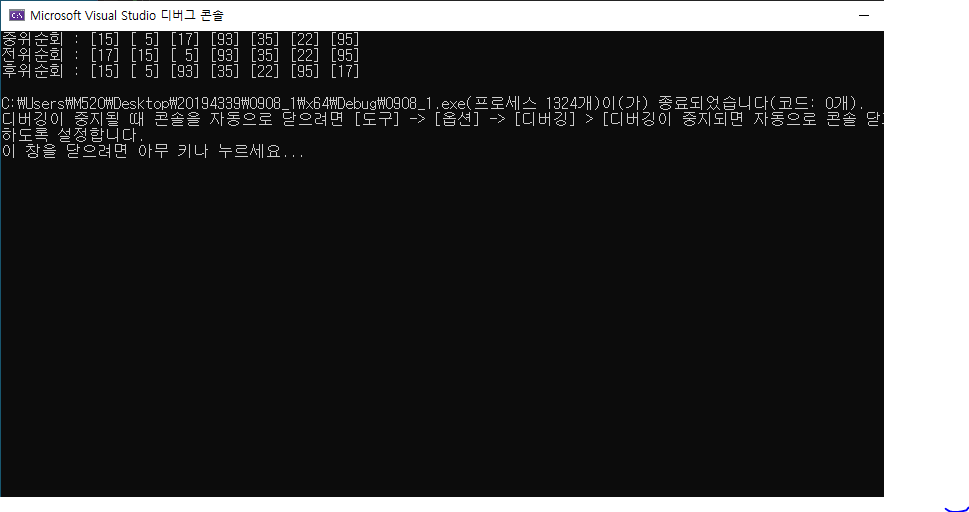 Microsoft Visual Studio 디버그 콘솔
중위순회 : [15] [ 5] [17] [93] [35] [22] [95]
전위순회 : [17] [15] [ 5] [93] [35] [22] [95]
후위순회 : [15] [ 5] [93] [35] [22] [95] [17]
C:\Users\M520\Desktop\20194339\0908_1\x64\Debug\0908_1.exe(프로세스 1324개)이(가) 종료되었습니다(코드: 0개).
디버깅이 중지될 때 콘솔을 자동으로 닫으려면 [도구] -> [옵션] -> [디버깅] > [디버깅이 중지되면 자동으로 콘솔 닫
하도록 설정합니다.
이 창을 닫으려면 아무 키나 누르세요...